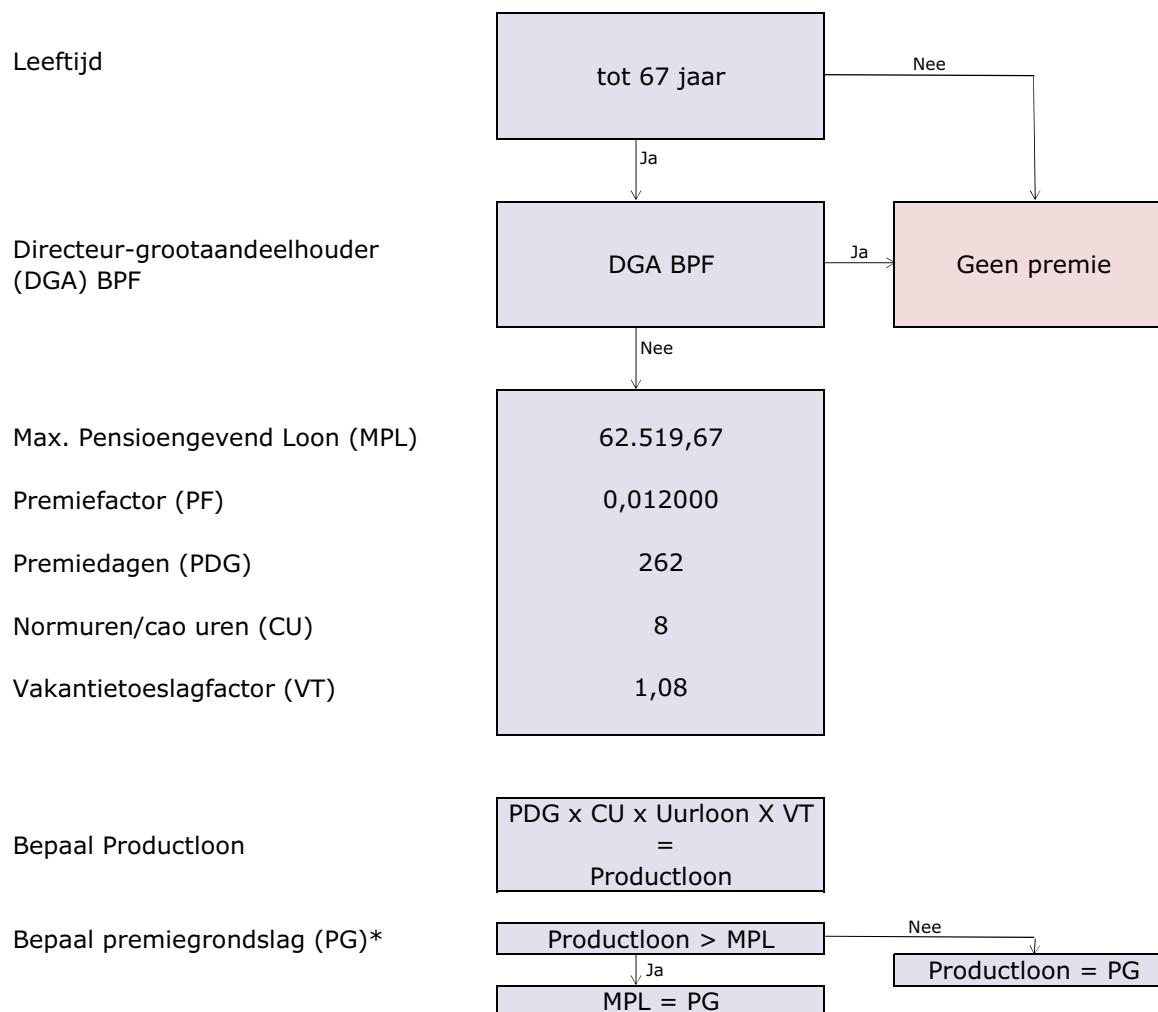 Leeftijd
tot 67 jaar
Nee
Ja
Directeur-grootaandeelhouder
(DGA) BPF
DGA BPF
Ja
Geen premie
Nee
Max. Pensioengevend Loon (MPL)
62.519,67
Premiefactor (PF)
0,012000
Premiedagen (PDG)
262
Normuren/cao uren (CU)
8
Vakantietoeslagfactor (VT)
1,08
Bepaal Productloon
PDG x CU x Uurloon X VT
=
Productloon
Bepaal premiegrondslag (PG)*
Productloon > MPL
Nee
Productloon = PG
Ja
MPL = PG